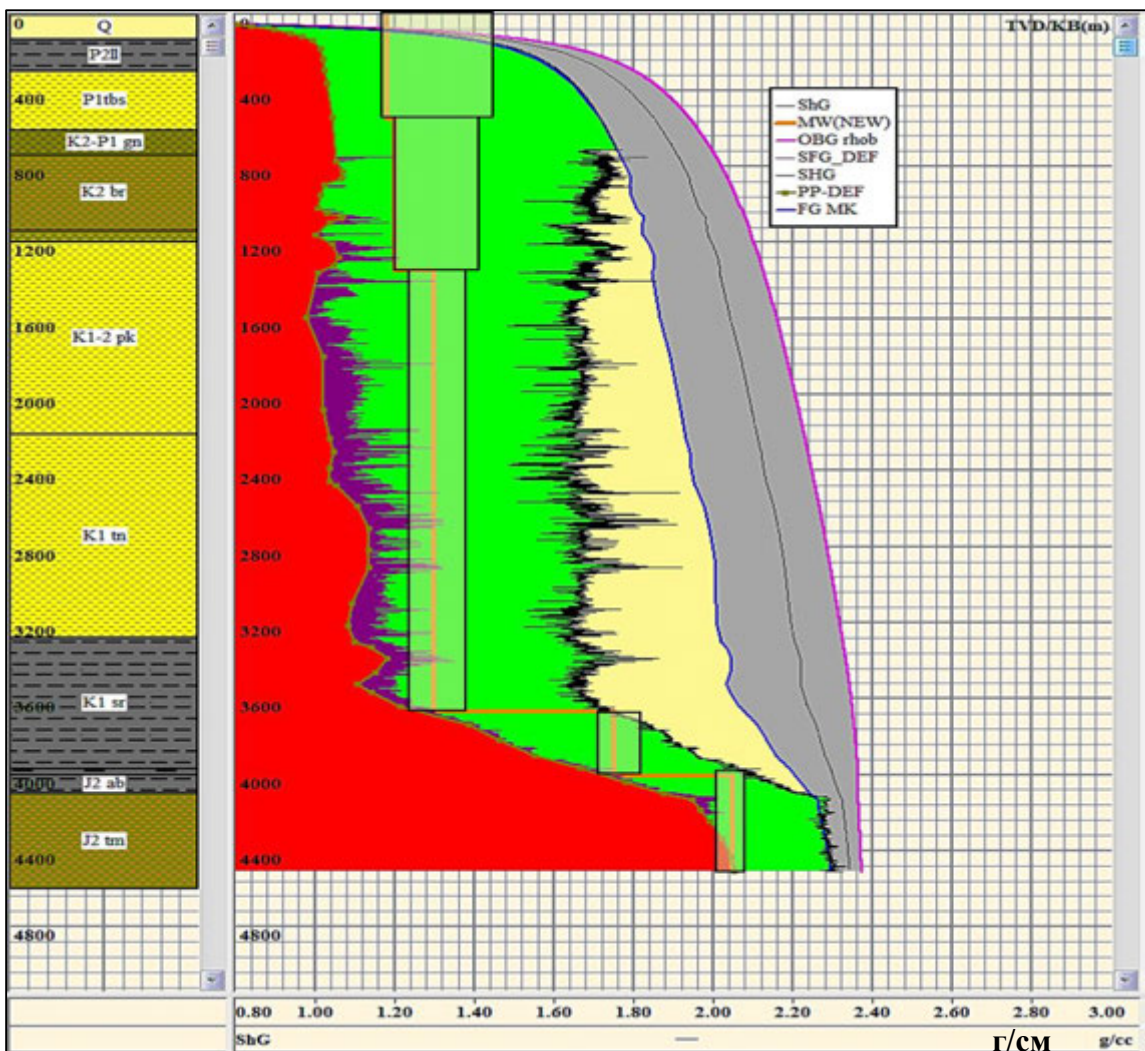 0 Q
P2ll
400 P1tbs
K2-P1 gn
800
K2 br
1200
1600 K1-2 pk
2000
2400
K1 tn
2800
3200
K1 sr
3600
4000 J2 ab
J2 tm
4400
4800
0 TVD/KB(m)
400
ShG
MW(NEW)
OBG rhob
SFG_DEF
SHG
PP-DEF
FG MK
800
1200
1600
2000
2400
2800
3200
3600
4000
4400
4800
0.80 1.00 1.20 1.40 1.60 1.80 2.00 2.20 2.40 2.60 2.80 3.00
ShG г/см g/cc